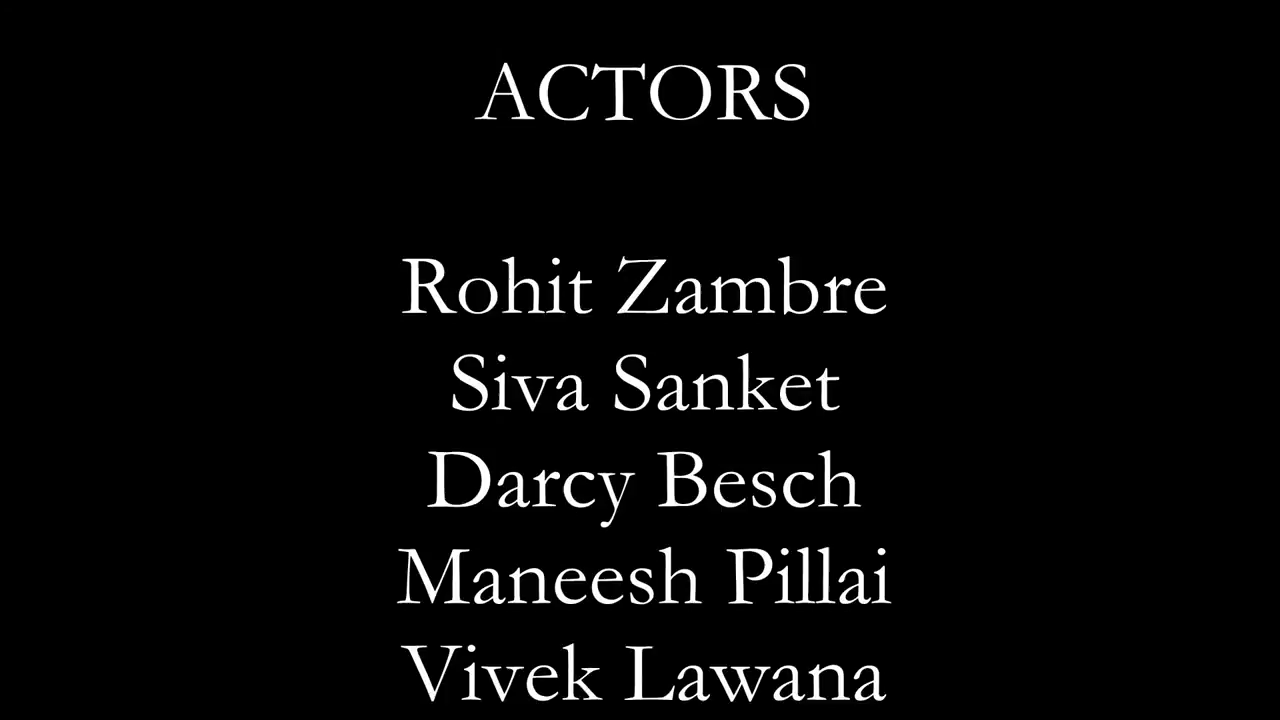 ACTORS
Rohit Zambre
Siva Sanket
Darcy Besch
Maneesh Pillai
Vivek Lawana